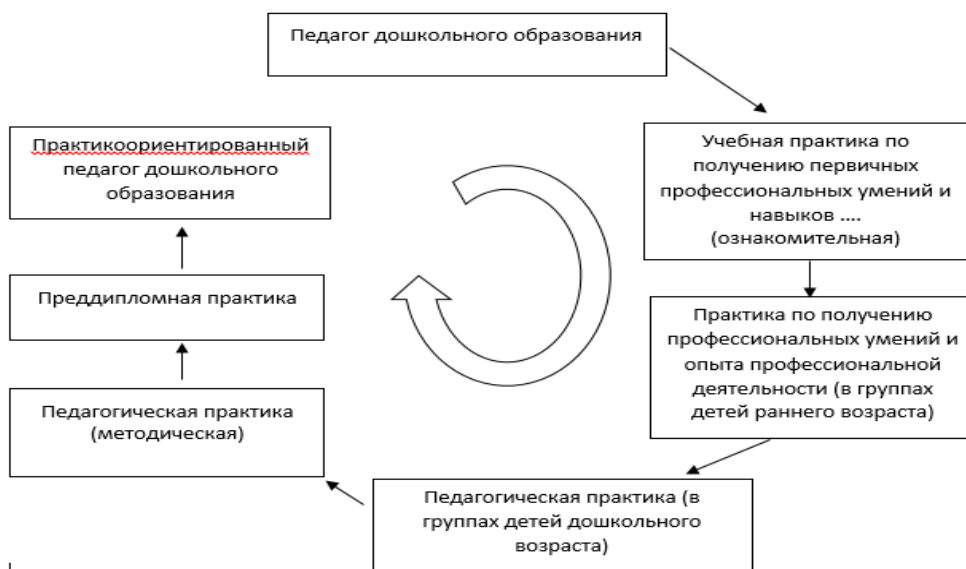 Педагог дошкольного образования
Учебная практика по
получению первичных
профессиональных умений и
навыков ....
(ознакомительная)
Практика по получению
профессиональных умений и
опыта профессиональной
деятельности (в группах
детей раннего возраста)
Педагогическая практика (в
группах детей дошкольного
возраста)
Педагогическая практика
(методическая)
Преддипломная практика
Практикоориентированный
педагог дошкольного
образования